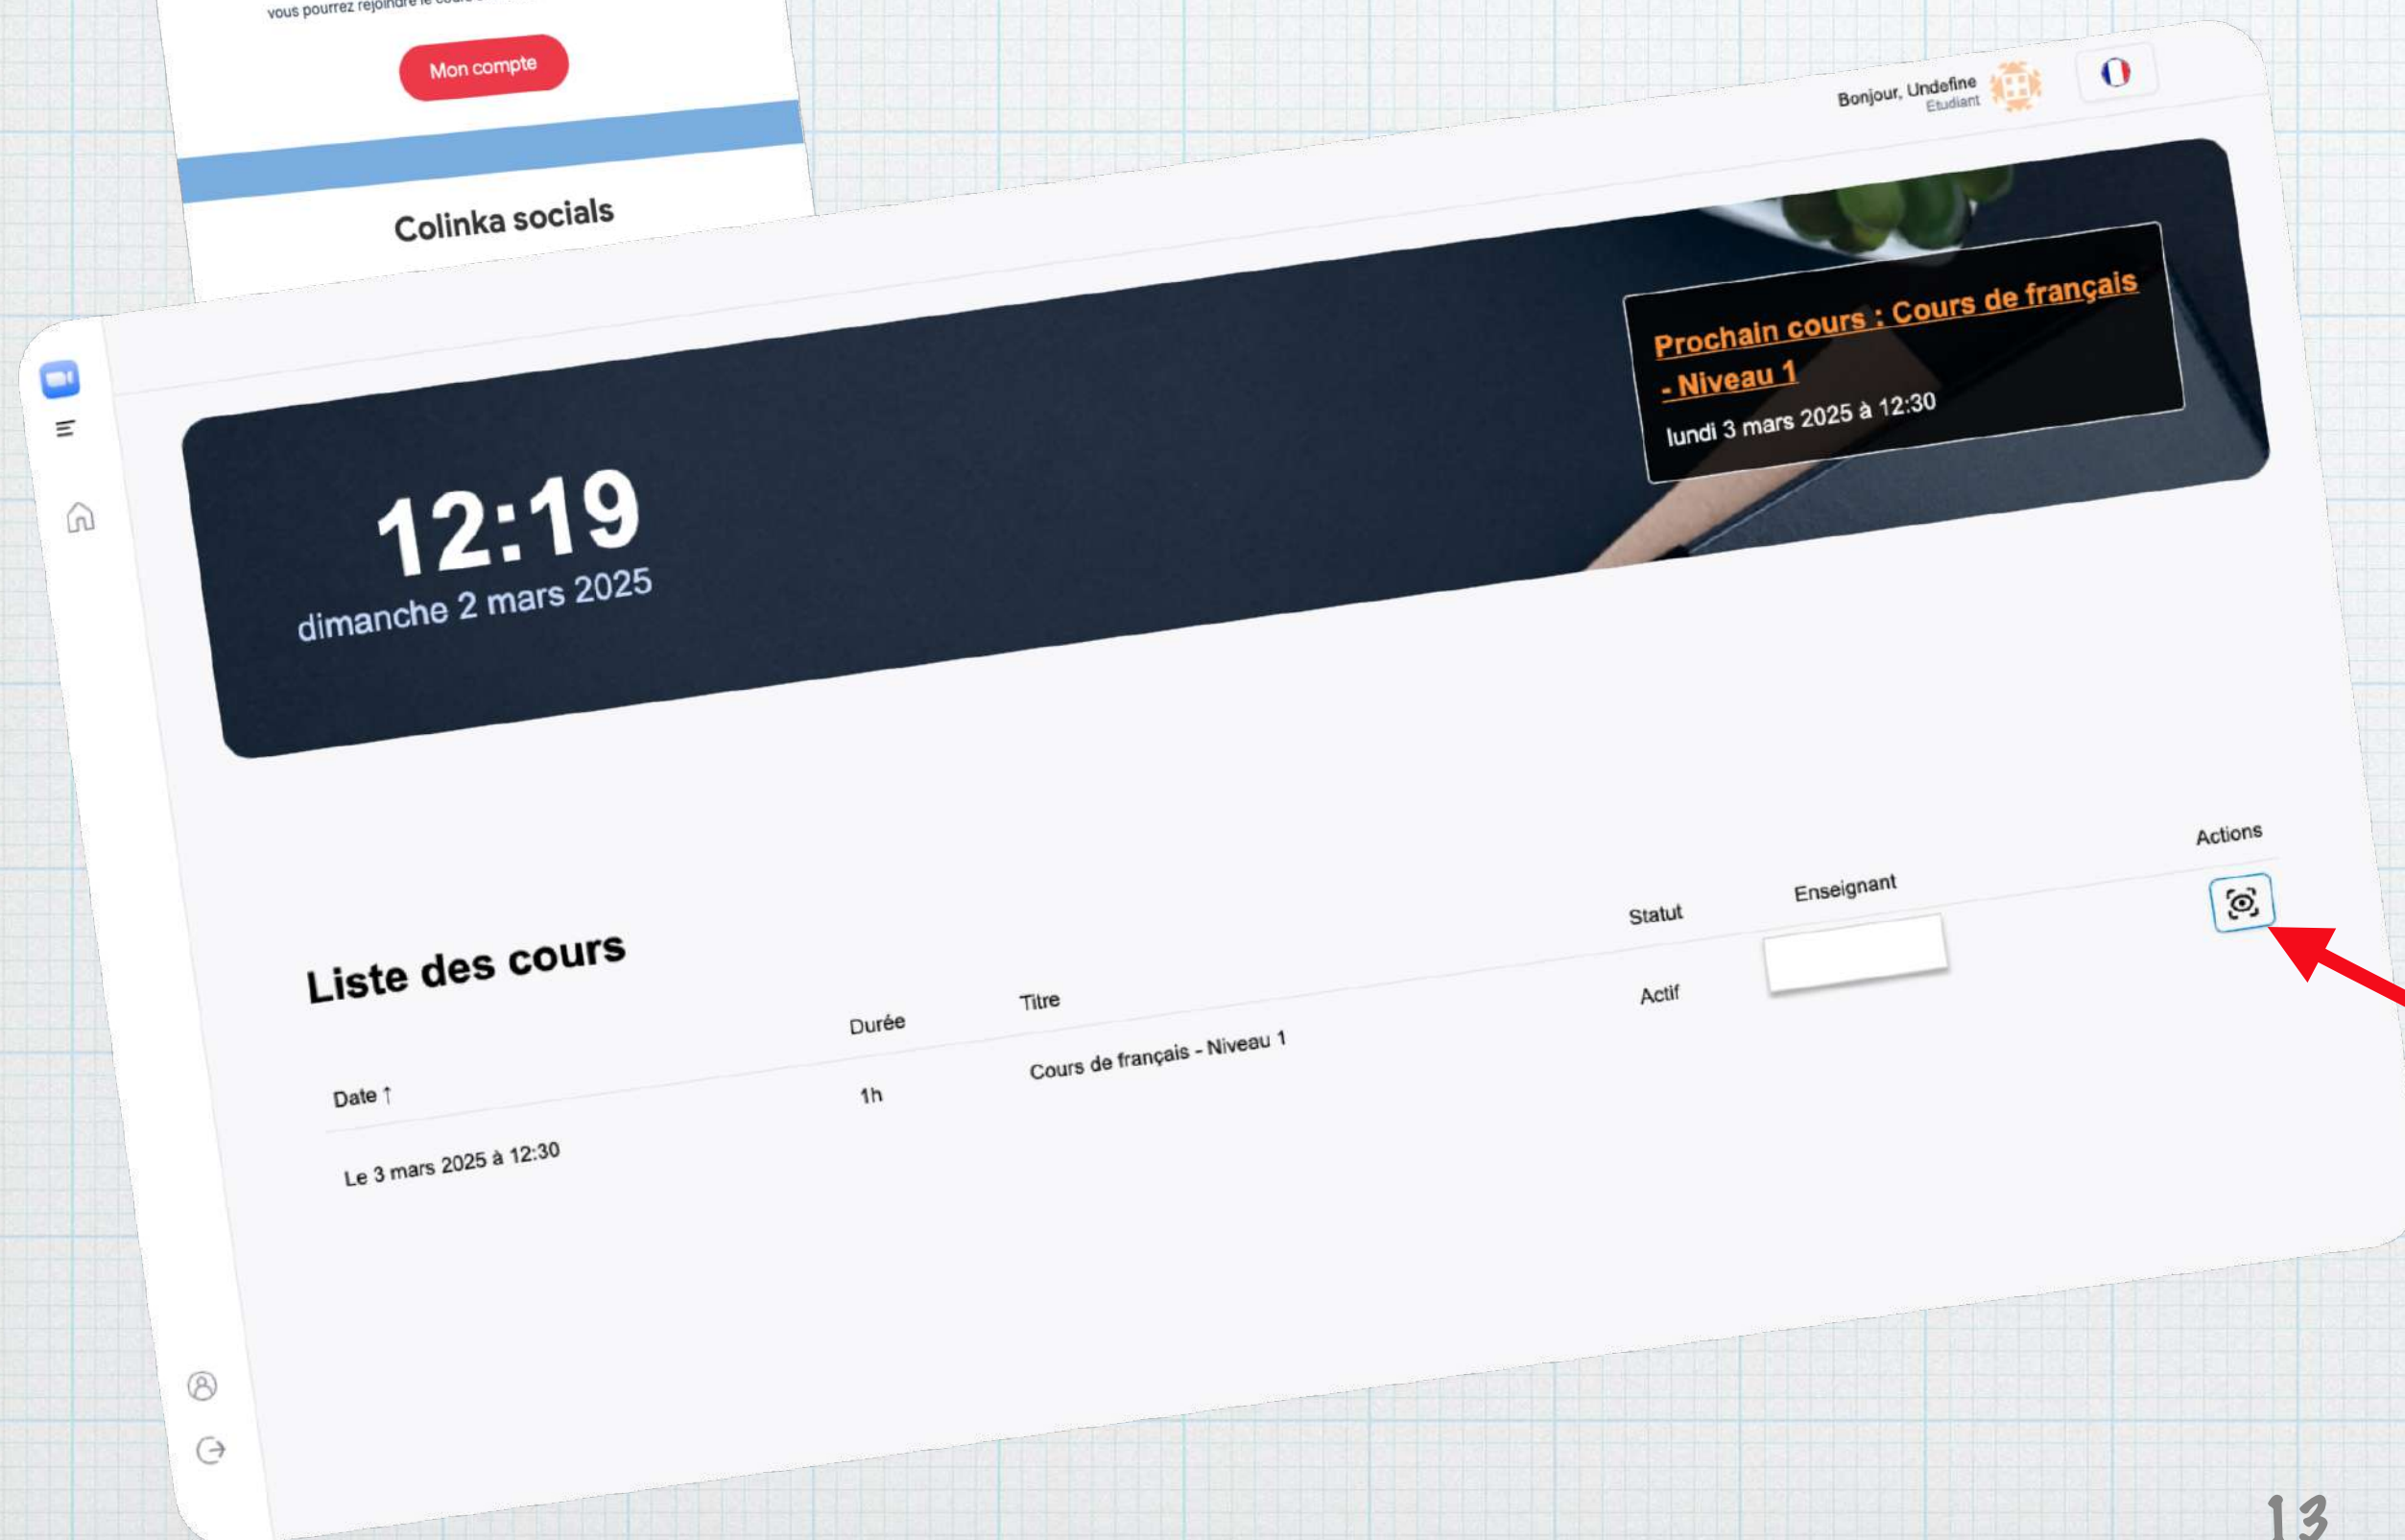 vous pourrez rejoindre le cours
Mon compte
Colinka socials
Bonjour, Undefine
Etudiant
Prochain cours : Cours de français
- Niveau 1
lundi 3 mars 2025 à 12:30
12:19
dimanche 2 mars 2025
Liste des cours
Date ↑ Durée Titre Statut Enseignant Actions
Le 3 mars 2025 à 12:30 1h Cours de français - Niveau 1 Actif
13